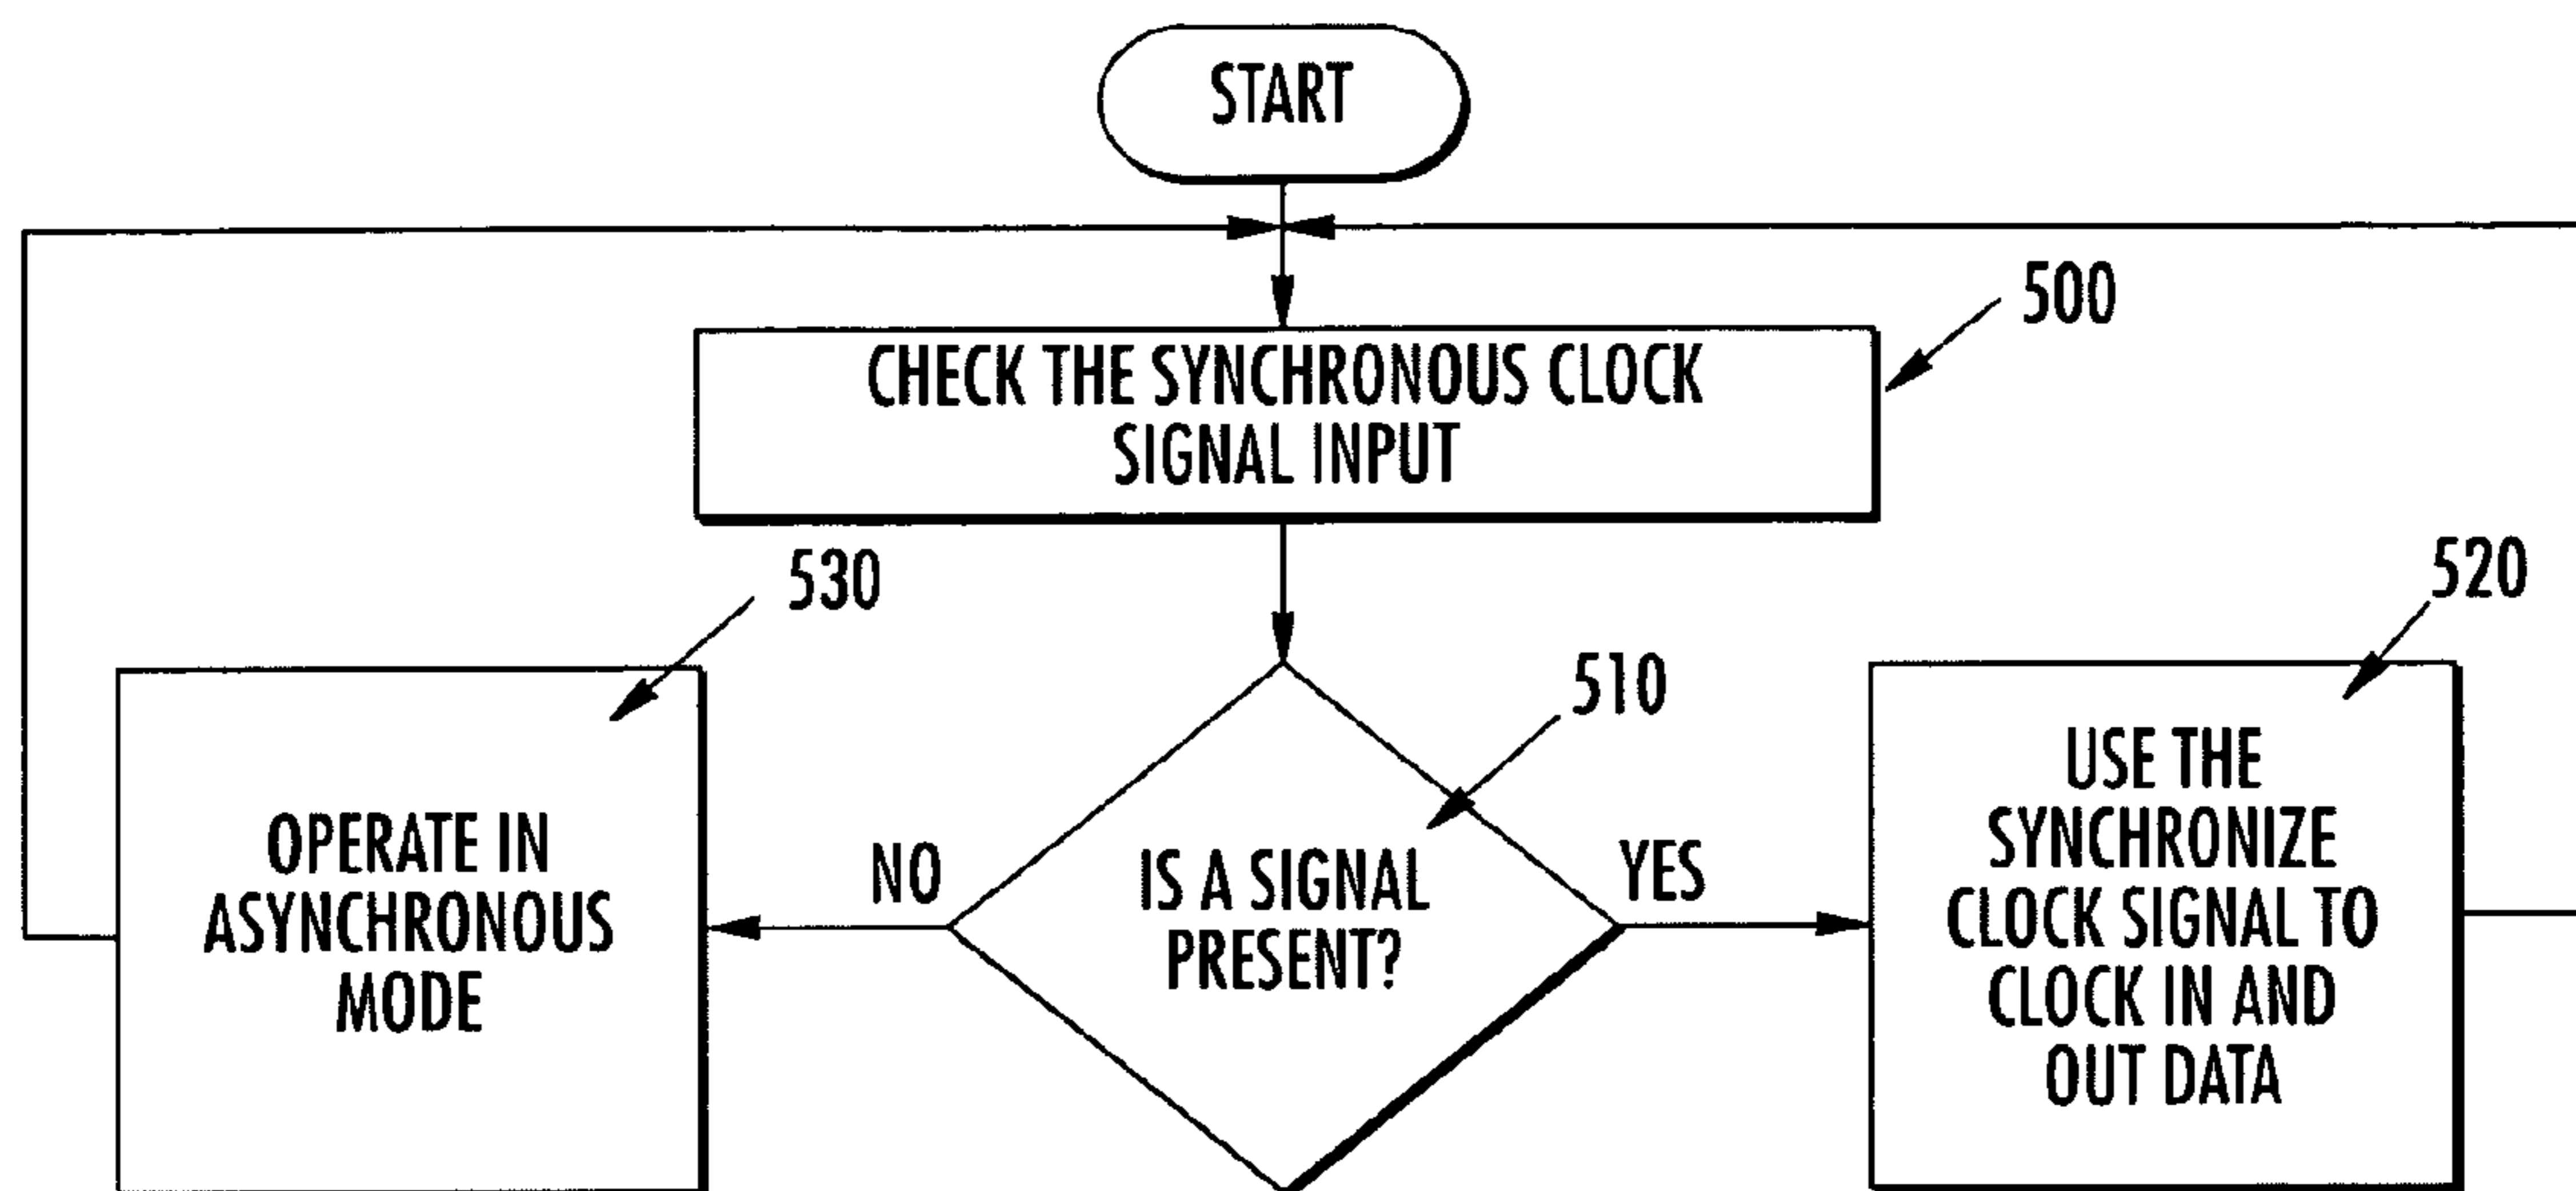 START
500
CHECK THE SYNCHRONOUS CLOCK
SIGNAL INPUT
530
520
510
OPERATE IN
ASYNCHRONOUS
MODE
NO
IS A SIGNAL
PRESENT?
YES
USE THE
SYNCHRONIZE
CLOCK SIGNAL TO
CLOCK IN AND
OUT DATA